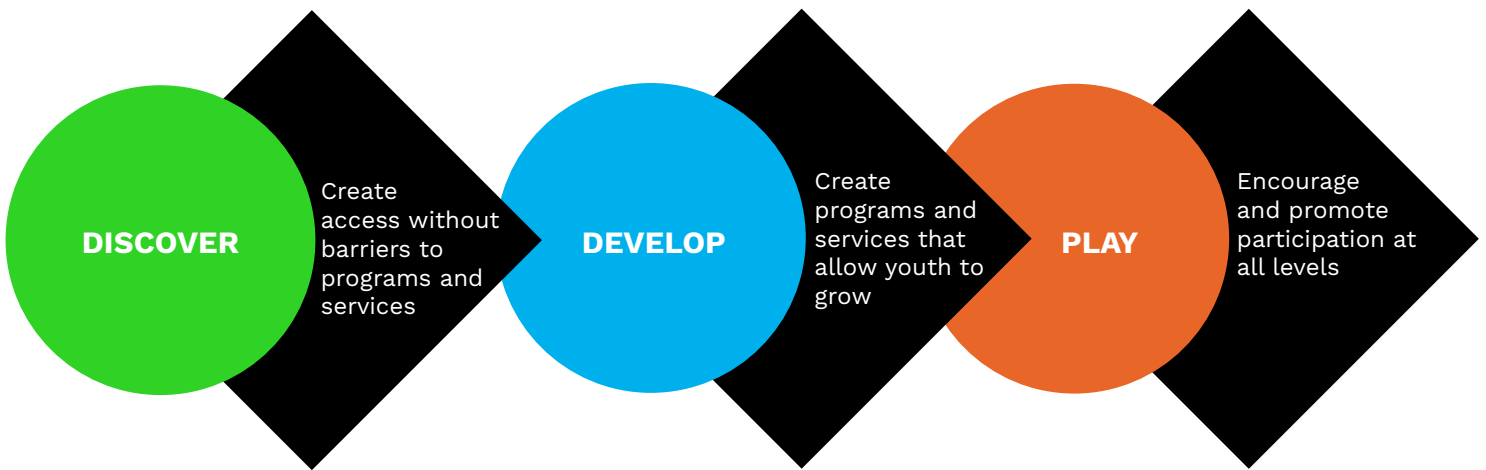 DISCOVER
Create
access without
barriers to
programs and
services
DEVELOP
Create
programs and
services that
allow youth to
grow
PLAY
Encourage
and promote
participation at
all levels